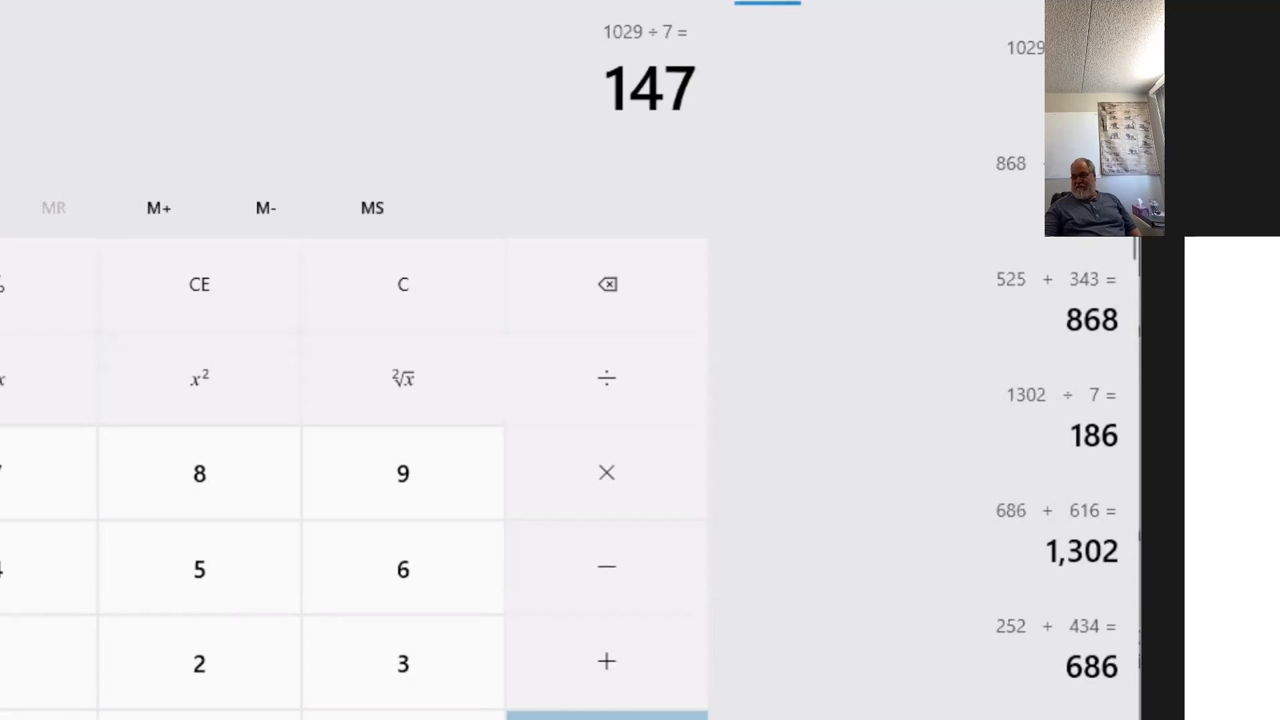 1029 ÷ 7 =
147
1029
868
MR
M+
M-
MS
CE
C
525 + 343 =
868
x²
²√x
÷
1302 ÷ 7 =
186
8
9
×
686 + 616 =
1,302
5
6
−
252 + 434 =
686
2
3
+